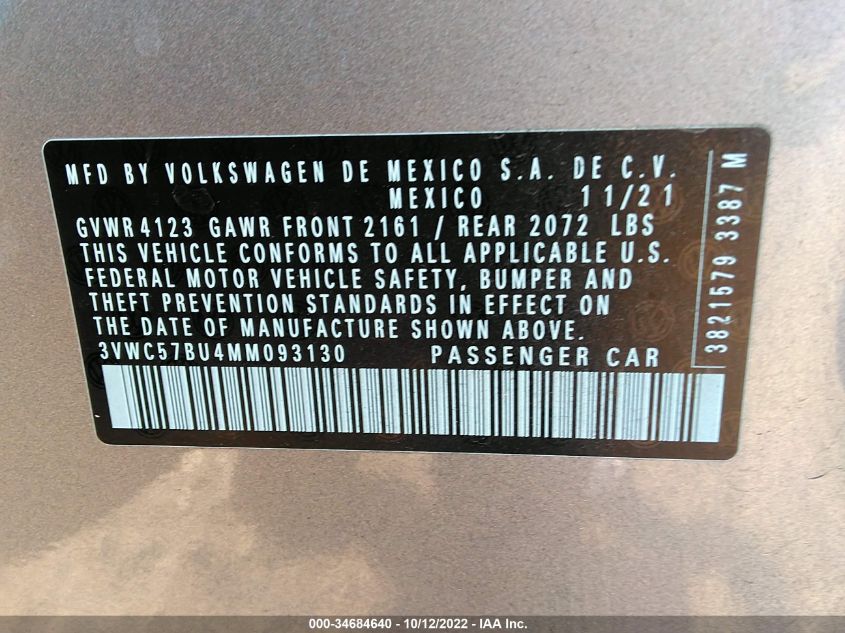 MFD BY VOLKSWAGEN DE MEXICO S.A. DE C.V.
MEXICO 11/21
GVWR 4123 GAWR FRONT 2161 / REAR 2072 LBS
THIS VEHICLE CONFORMS TO ALL APPLICABLE U.S.
FEDERAL MOTOR VEHICLE SAFETY, BUMPER AND
THEFT PREVENTION STANDARDS IN EFFECT ON
THE DATE OF MANUFACTURE SHOWN ABOVE.
3VWC57BU4MM093130 PASSENGER CAR
3821579 3387 M
000-34684640 - 10/12/2022 - IAA Inc.